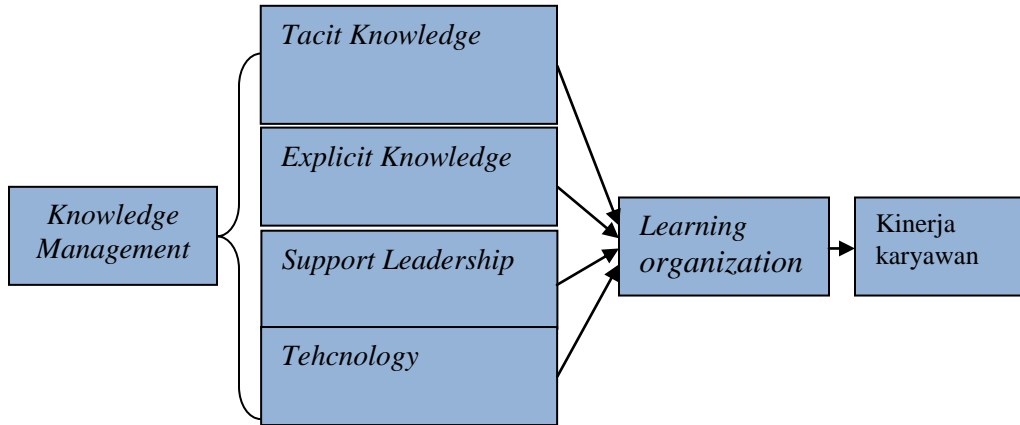 Tacit Knowledge
Explicit Knowledge
Knowledge
Management
Support Leadership
Tehcnology
Learning
organization
Kinerja
karyawan